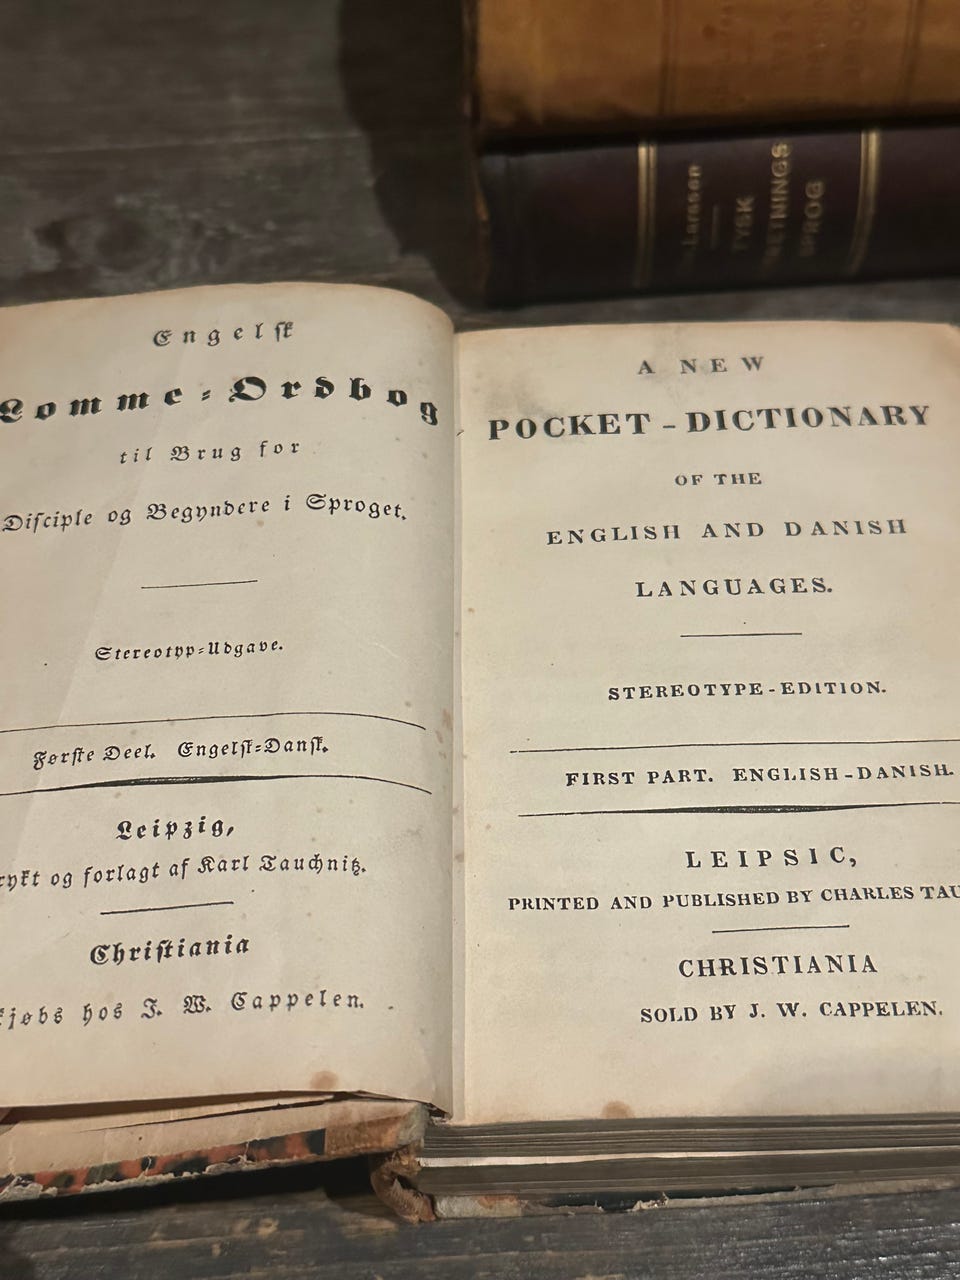 Larsen
TYSK
SPROG
Engelsk
Lomme-Ordbog
til Brug for
Disciple og Begyndere i Sproget.
Stereotyp-Udgave.
Første Deel. Engelsk-Dansk.
Leipzig,
og forlagt af Karl Tauchnitz.
Christiania
hos J. W. Cappelen.
A NEW
POCKET-DICTIONARY
OF THE
ENGLISH AND DANISH
LANGUAGES.
STEREOTYPE-EDITION.
FIRST PART. ENGLISH-DANISH.
LEIPSIC,
PRINTED AND PUBLISHED BY CHARLES TAU
CHRISTIANIA
SOLD BY J. W. CAPPELEN.